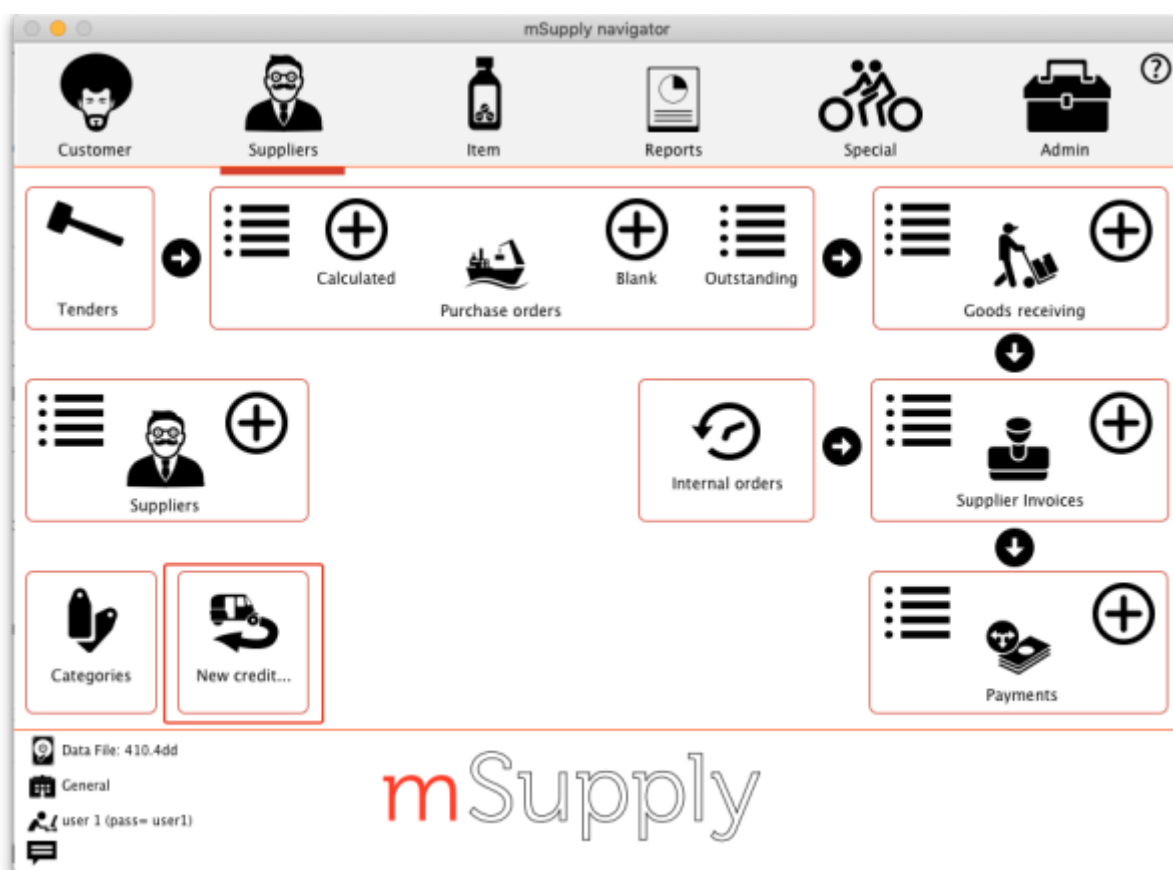 mSupply navigator
?
Customer
Suppliers
Item
Reports
Special
Admin
Tenders
Calculated
Blank
Outstanding
Purchase orders
Goods receiving
Suppliers
Internal orders
Supplier Invoices
Categories
New credit...
Payments
Data File: 410.4dd
General
user 1 (pass= user1)
mSupply